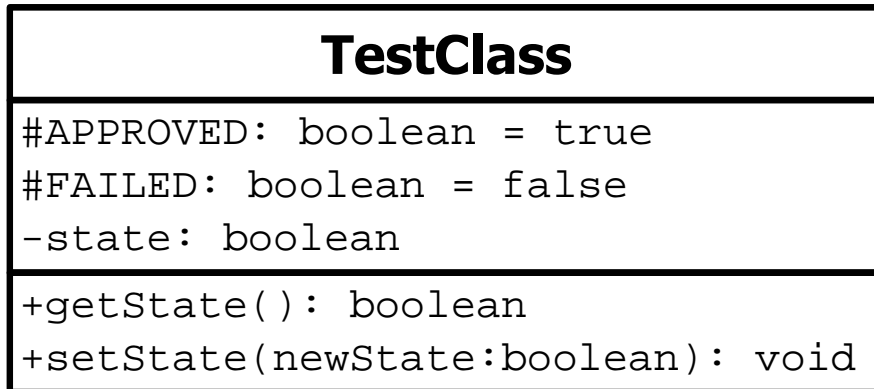 TestClass
#APPROVED: boolean = true
#FAILED: boolean = false
-state: boolean
+getState(): boolean
+setState(newState:boolean): void